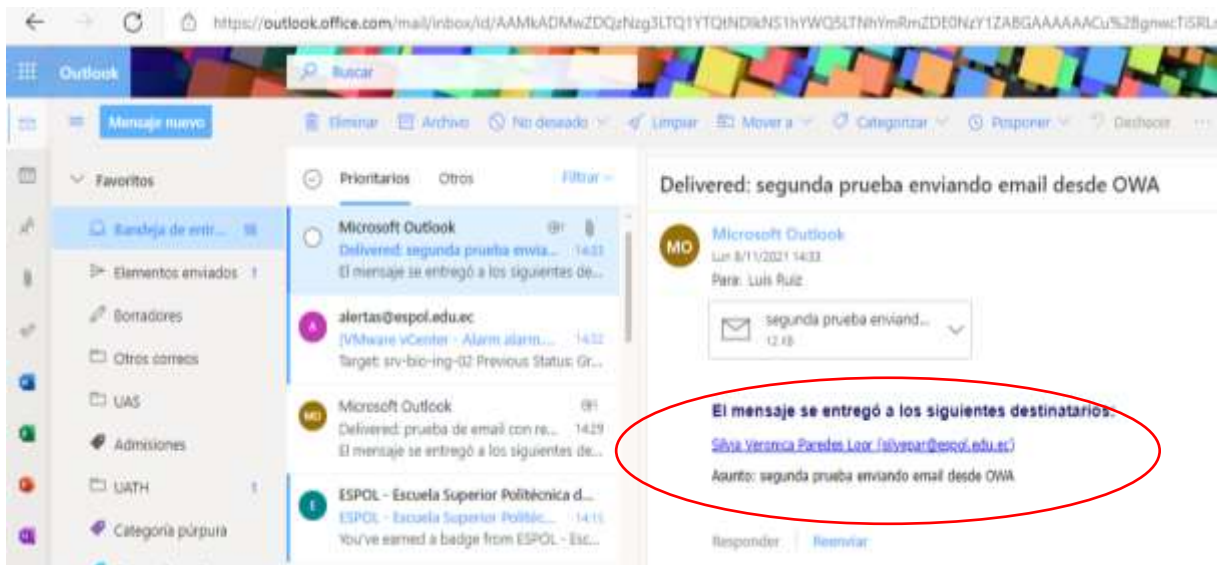 https://outlook.office.com/mail/inbox/id/
Outlook
Buscar
Mensaje nuevo
Eliminar Archivo No deseado Limpiar Mover a Categorizar Posponer Deshacer ...
Favoritos
Bandeja de entr...
Elementos enviados 1
Borradores
Otros correos
UAS
Admisiones
UATH 1
Categoría púrpura
Prioritarios Otros Filtrar
Microsoft Outlook
Delivered: segunda prueba envia... 14:33
El mensaje se entregó a los siguientes de...
A
alertas@espol.edu.ec
[VMware vCenter - Alarm alarm.... 14:32
Target: srv-bio-ing-02 Previous Status: Gr...
MO
Microsoft Outlook
Delivered: prueba de email con re... 14:29
El mensaje se entregó a los siguientes de...
E
ESPOL - Escuela Superior Politécnica d...
ESPOL - Escuela Superior Politéc... 14:15
You've earned a badge from ESPOL - Esc...
Delivered: segunda prueba enviando email desde OWA
MO
Microsoft Outlook
Lun 8/11/2021 14:33
Para: Luis Ruiz
segunda prueba enviand...
12 KB
El mensaje se entregó a los siguientes destinatarios:
Silvia Veronica Paredes Loor (silvepar@espol.edu.ec)
Asunto: segunda prueba enviando email desde OWA
Responder Reenviar